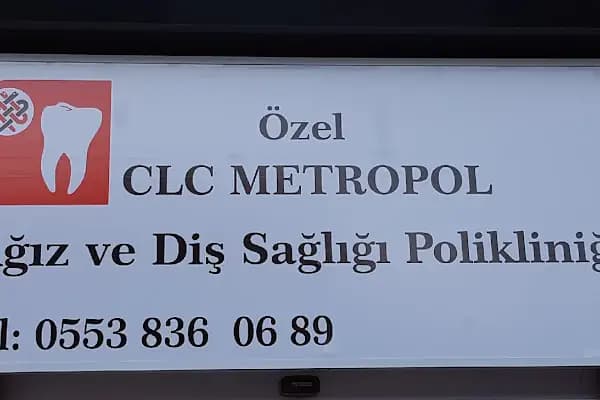 Özel
CLC METROPOL
ğız ve Diş Sağlığı Polikliniğ
l: 0553 836 06 89